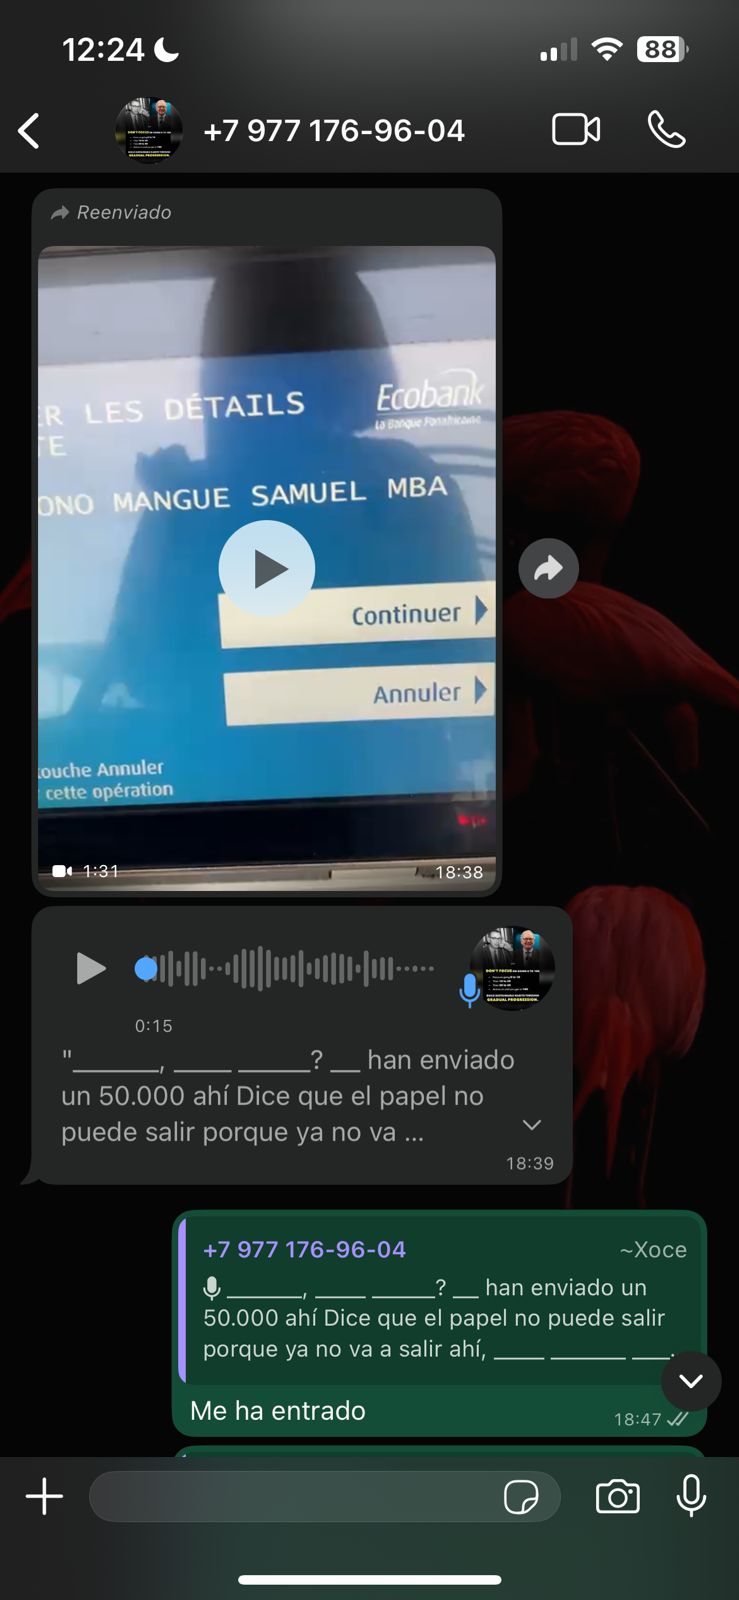 12:24
88
+7 977 176-96-04
Reenviado
ER LES DÉTAILS
TE
Ecobank
La Banque Panafricaine
ONO MANGUE SAMUEL MBA
Continuer
Annuler
touche Annuler
cette opération
1:31
18:38
0:15
"______, ____ _____? __ han enviado
un 50.000 ahí Dice que el papel no
puede salir porque ya no va ...
18:39
+7 977 176-96-04
~Xoce
______, ____ _____? __ han enviado un
50.000 ahí Dice que el papel no puede salir
porque ya no va a salir ahí, ____ ______ ___.
Me ha entrado
18:47